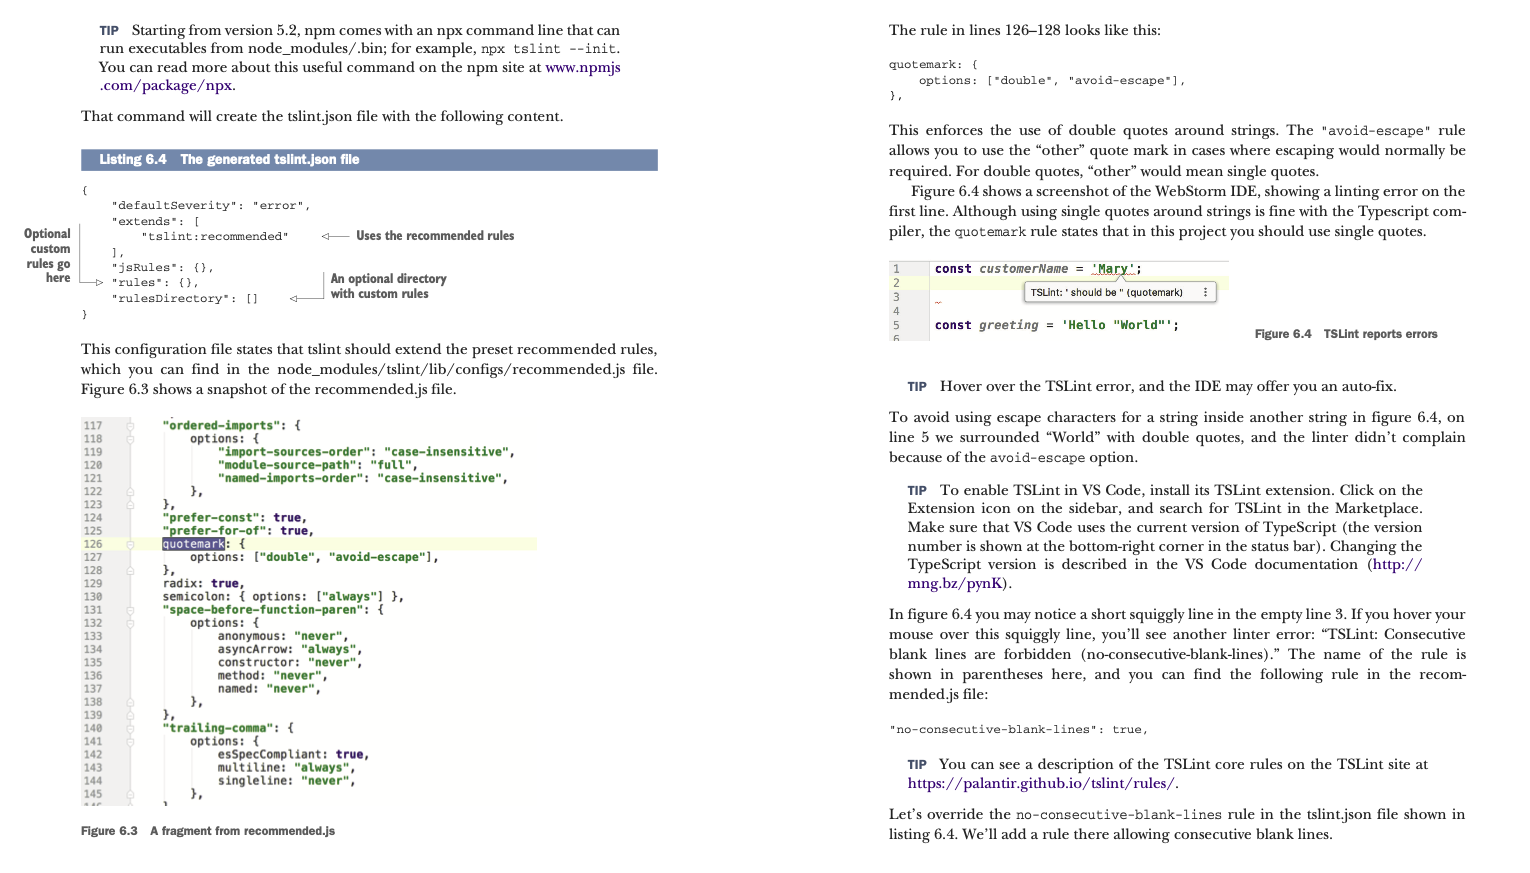 TIP Starting from version 5.2, npm comes with an npx command line that can
run executables from node_modules/.bin; for example, npx tslint --init.
You can read more about this useful command on the npm site at www.npmjs
.com/package/npx.
That command will create the tslint.json file with the following content.
Listing 6.4 The generated tslint.json file
{
"defaultSeverity": "error",
"extends": [
"tslint:recommended"
Uses the recommended rules
],
"jsRules": {},
"rules": {},
"rulesDirectory": []
}
Optional
custom
rules go
here
An optional directory
with custom rules
This configuration file states that tslint should extend the preset recommended rules,
which you can find in the node_modules/tslint/lib/configs/recommended.js file.
Figure 6.3 shows a snapshot of the recommended.js file.
117 "ordered-imports": {
118 options: {
119 "import-sources-order": "case-insensitive",
120 "module-source-path": "full",
121 "named-imports-order": "case-insensitive",
122 },
123 },
124 "prefer-const": true,
125 "prefer-for-of": true,
126 quotemark: {
127 options: ["double", "avoid-escape"],
128 },
129 radix: true,
130 semicolon: { options: ["always"] },
131 "space-before-function-paren": {
132 options: {
133 anonymous: "never",
134 asyncArrow: "always",
135 constructor: "never",
136 method: "never",
137 named: "never",
138 },
139 },
140 "trailing-comma": {
141 options: {
142 esSpecCompliant: true,
143 multiline: "always",
144 singleline: "never",
145 },
Figure 6.3 A fragment from recommended.js
The rule in lines 126–128 looks like this:
quotemark: {
options: ["double", "avoid-escape"],
},
This enforces the use of double quotes around strings. The "avoid-escape" rule
allows you to use the “other” quote mark in cases where escaping would normally be
required. For double quotes, “other” would mean single quotes.
Figure 6.4 shows a screenshot of the WebStorm IDE, showing a linting error on the
first line. Although using single quotes around strings is fine with the Typescript com-
piler, the quotemark rule states that in this project you should use single quotes.
1 const customerName = 'Mary';
2
TSLint: ' should be " (quotemark)
3
4
5 const greeting = 'Hello "World"';
6
Figure 6.4 TSLint reports errors
TIP Hover over the TSLint error, and the IDE may offer you an auto-fix.
To avoid using escape characters for a string inside another string in figure 6.4, on
line 5 we surrounded “World” with double quotes, and the linter didn’t complain
because of the avoid-escape option.
TIP To enable TSLint in VS Code, install its TSLint extension. Click on the
Extension icon on the sidebar, and search for TSLint in the Marketplace.
Make sure that VS Code uses the current version of TypeScript (the version
number is shown at the bottom-right corner in the status bar). Changing the
TypeScript version is described in the VS Code documentation (http://
mng.bz/pynK).
In figure 6.4 you may notice a short squiggly line in the empty line 3. If you hover your
mouse over this squiggly line, you’ll see another linter error: “TSLint: Consecutive
blank lines are forbidden (no-consecutive-blank-lines).” The name of the rule is
shown in parentheses here, and you can find the following rule in the recom-
mended.js file:
"no-consecutive-blank-lines": true,
TIP You can see a description of the TSLint core rules on the TSLint site at
https://palantir.github.io/tslint/rules/.
Let’s override the no-consecutive-blank-lines rule in the tslint.json file shown in
listing 6.4. We’ll add a rule there allowing consecutive blank lines.